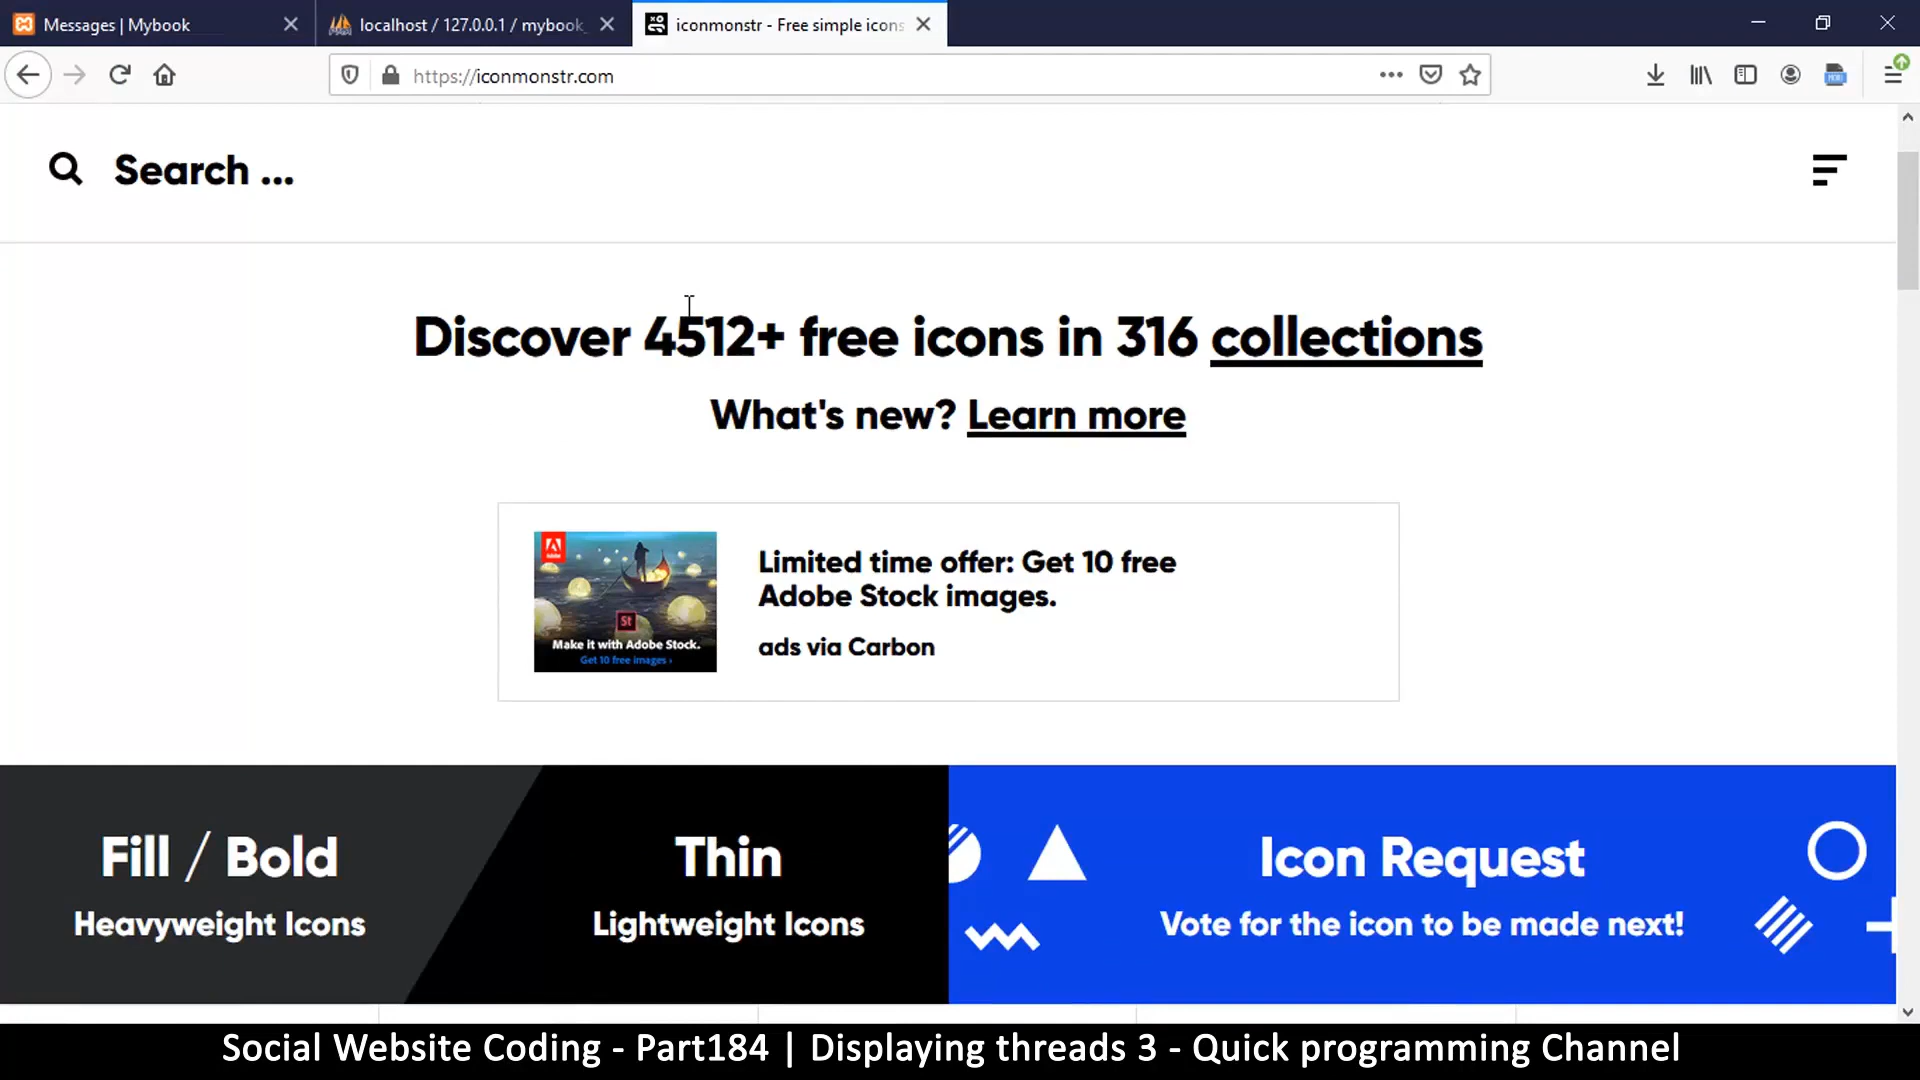 Messages | Mybook
localhost / 127.0.0.1 / mybook_
iconmonstr - Free simple icons
https://iconmonstr.com
Search ...
Discover 4512+ free icons in 316 collections
What's new? Learn more
Limited time offer: Get 10 free
Adobe Stock images.
ads via Carbon
Adobe
St
Make it with Adobe Stock.
Get 10 free images ›
Fill / Bold
Heavyweight Icons
Thin
Lightweight Icons
Icon Request
Vote for the icon to be made next!
Social Website Coding - Part184 | Displaying threads 3 - Quick programming Channel